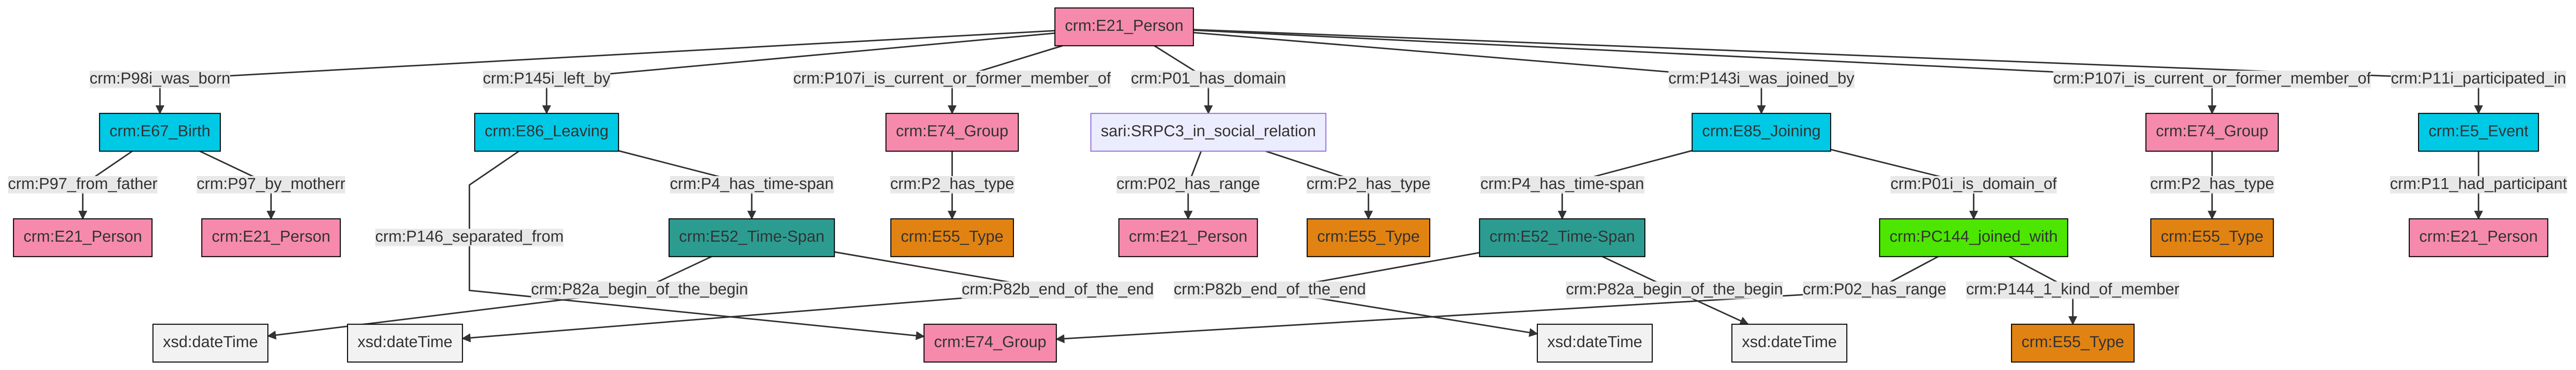 crm:E21_Person
crm:P98i_was_born
crm:P145i_left_by
crm:P107i_is_current_or_former_member_of
crm:P01_has_domain
crm:P143i_was_joined_by
crm:P107i_is_current_or_former_member_of
crm:P11i_participated_in
crm:E67_Birth
crm:E86_Leaving
crm:E74_Group
sari:SRPC3_in_social_relation
crm:E85_Joining
crm:E74_Group
crm:E5_Event
crm:P97_from_father
crm:P97_by_motherr
crm:P4_has_time-span
crm:P2_has_type
crm:P02_has_range
crm:P2_has_type
crm:P4_has_time-span
crm:P01i_is_domain_of
crm:P2_has_type
crm:P11_had_participant
crm:E21_Person
crm:E21_Person
crm:P146_separated_from
crm:E52_Time-Span
crm:E55_Type
crm:E21_Person
crm:E55_Type
crm:E52_Time-Span
crm:PC144_joined_with
crm:E55_Type
crm:E21_Person
crm:P82a_begin_of_the_begin
crm:P82b_end_of_the_end
crm:P82b_end_of_the_end
crm:P82a_begin_of_the_begin
crm:P02_has_range
crm:P144_1_kind_of_member
xsd:dateTime
xsd:dateTime
crm:E74_Group
xsd:dateTime
xsd:dateTime
crm:E55_Type